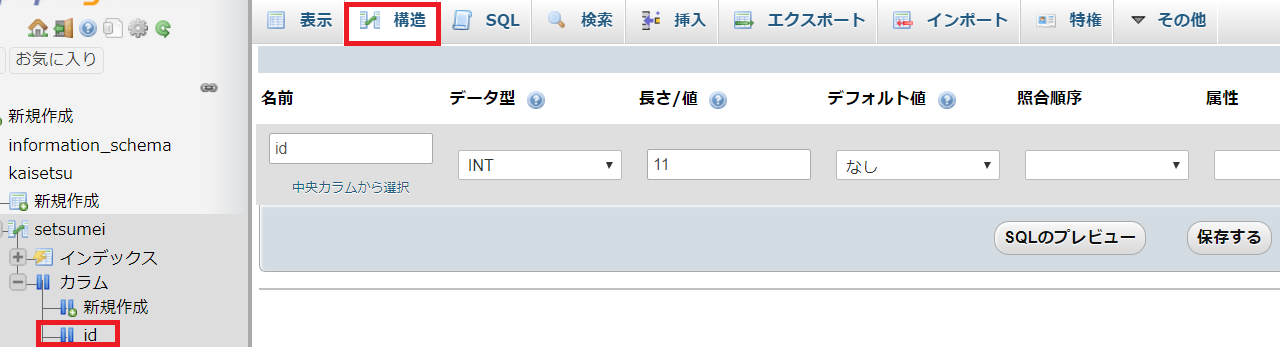 お気に入り
新規作成
information_schema
kaisetsu
新規作成
setsumei
インデックス
カラム
新規作成
id
表示 構造 SQL 検索 挿入 エクスポート インポート 特権 その他
名前 データ型 長さ/値 デフォルト値 照合順序 属性
id INT 11 なし
中央カラムから選択
SQLのプレビュー 保存する